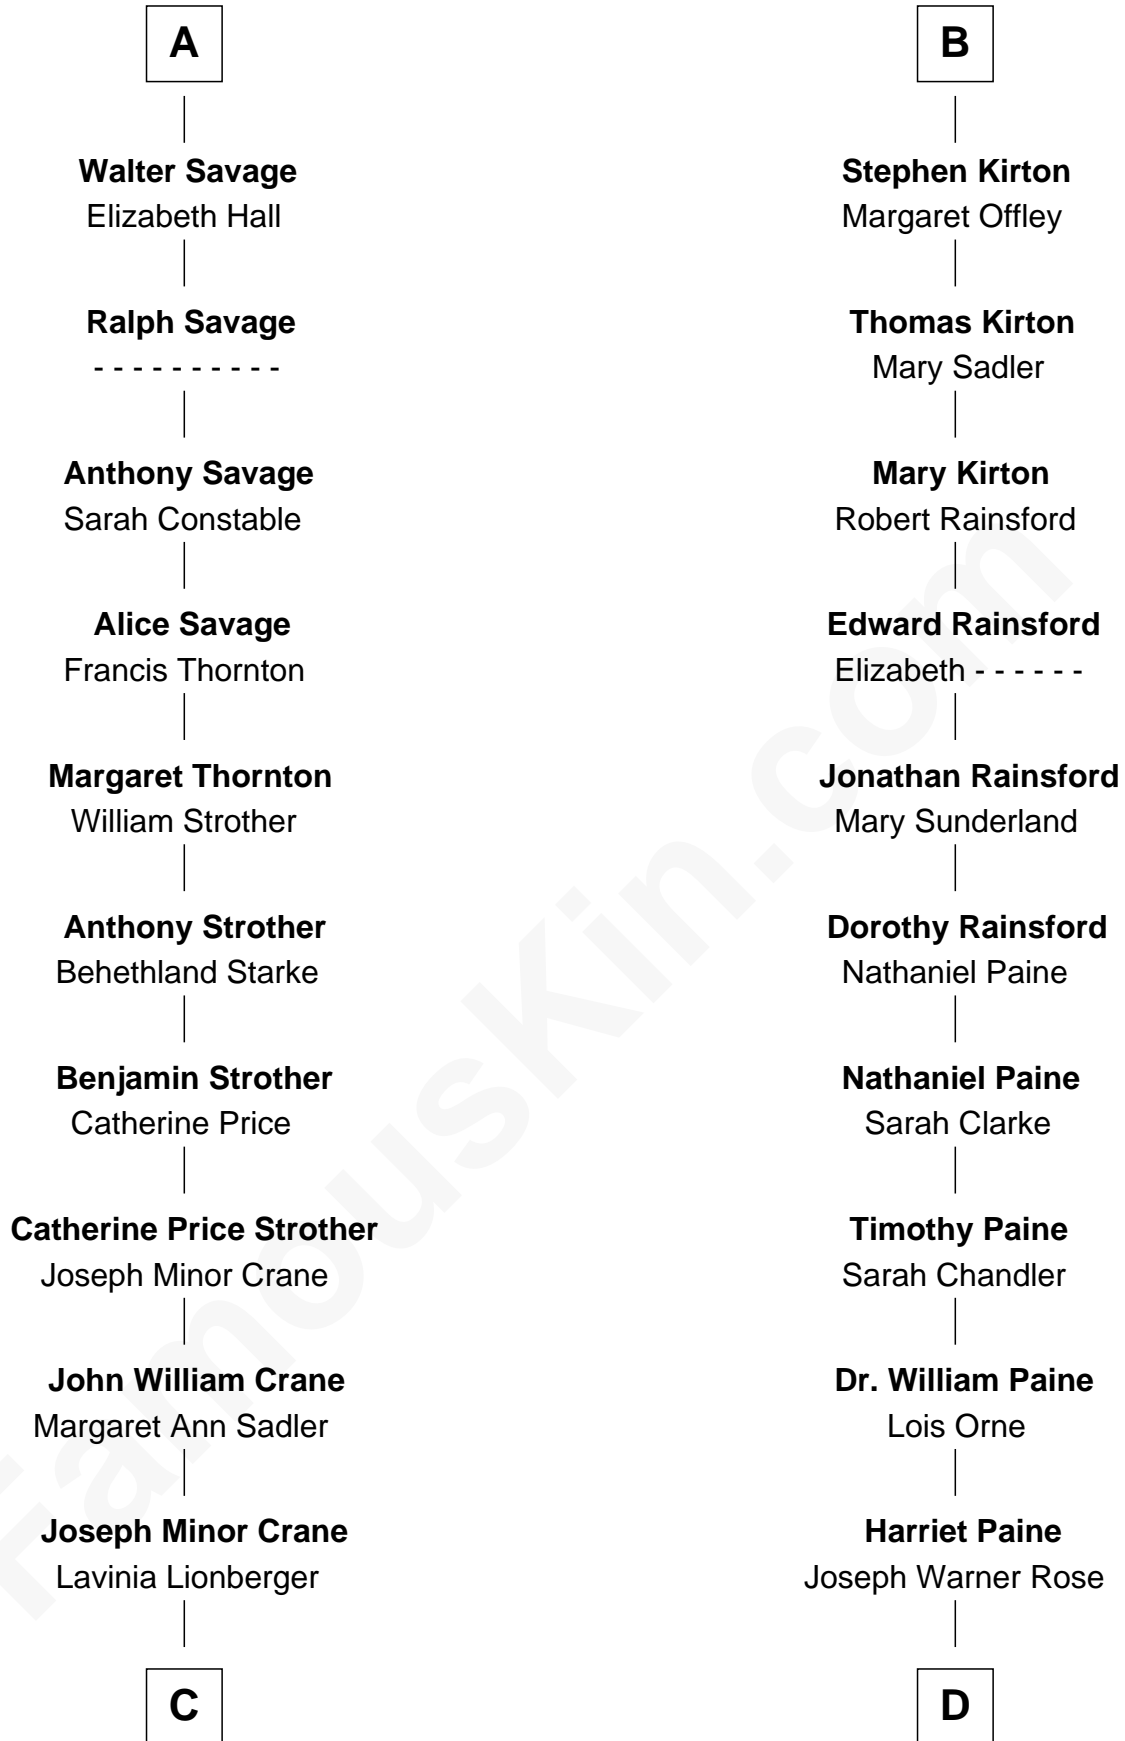 A
Walter Savage
Elizabeth Hall
Ralph Savage
- - - - - - - - - -
Anthony Savage
Sarah Constable
Alice Savage
Francis Thornton
Margaret Thornton
William Strother
Anthony Strother
Behethland Starke
Benjamin Strother
Catherine Price
Catherine Price Strother
Joseph Minor Crane
John William Crane
Margaret Ann Sadler
Joseph Minor Crane
Lavinia Lionberger
C
B
Stephen Kirton
Margaret Offley
Thomas Kirton
Mary Sadler
Mary Kirton
Robert Rainsford
Edward Rainsford
Elizabeth - - - - - -
Jonathan Rainsford
Mary Sunderland
Dorothy Rainsford
Nathaniel Paine
Nathaniel Paine
Sarah Clarke
Timothy Paine
Sarah Chandler
Dr. William Paine
Lois Orne
Harriet Paine
Joseph Warner Rose
D
FamousKin.com